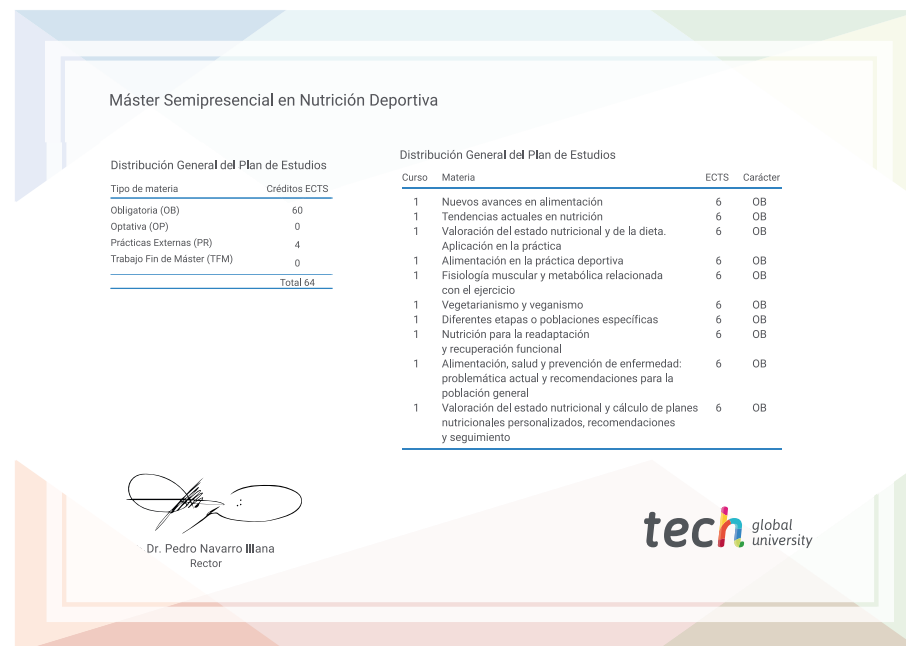 Máster Semipresencial en Nutrición Deportiva
Distribución General del Plan de Estudios
Tipo de materia Créditos ECTS
Obligatoria (OB) 60
Optativa (OP) 0
Prácticas Externas (PR) 4
Trabajo Fin de Máster (TFM) 0
Total 64
Distribución General del Plan de Estudios
Curso Materia ECTS Carácter
1 Nuevos avances en alimentación 6 OB
1 Tendencias actuales en nutrición 6 OB
1 Valoración del estado nutricional y de la dieta. 6 OB
Aplicación en la práctica
1 Alimentación en la práctica deportiva 6 OB
1 Fisiología muscular y metabólica relacionada 6 OB
con el ejercicio
1 Vegetarianismo y veganismo 6 OB
1 Diferentes etapas o poblaciones específicas 6 OB
1 Nutrición para la readaptación 6 OB
y recuperación funcional
1 Alimentación, salud y prevención de enfermedad: 6 OB
problemática actual y recomendaciones para la
población general
1 Valoración del estado nutricional y cálculo de planes 6 OB
nutricionales personalizados, recomendaciones
y seguimiento
Dr. Pedro Navarro Illana
Rector
tech global
university